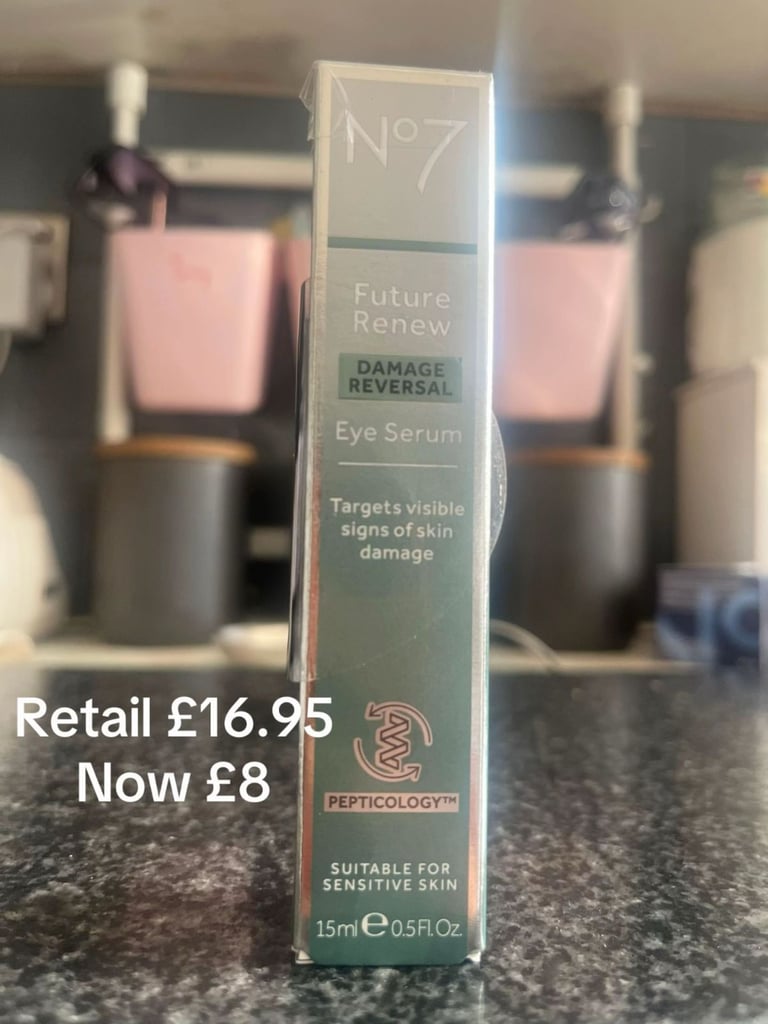 Nº7
Future
Renew
DAMAGE
REVERSAL
Eye Serum
Targets visible
signs of skin
damage
Retail £16.95
Now £8
PEPTICOLOGY™
SUITABLE FOR
SENSITIVE SKIN
15ml ℮ 0.5Fl.Oz.